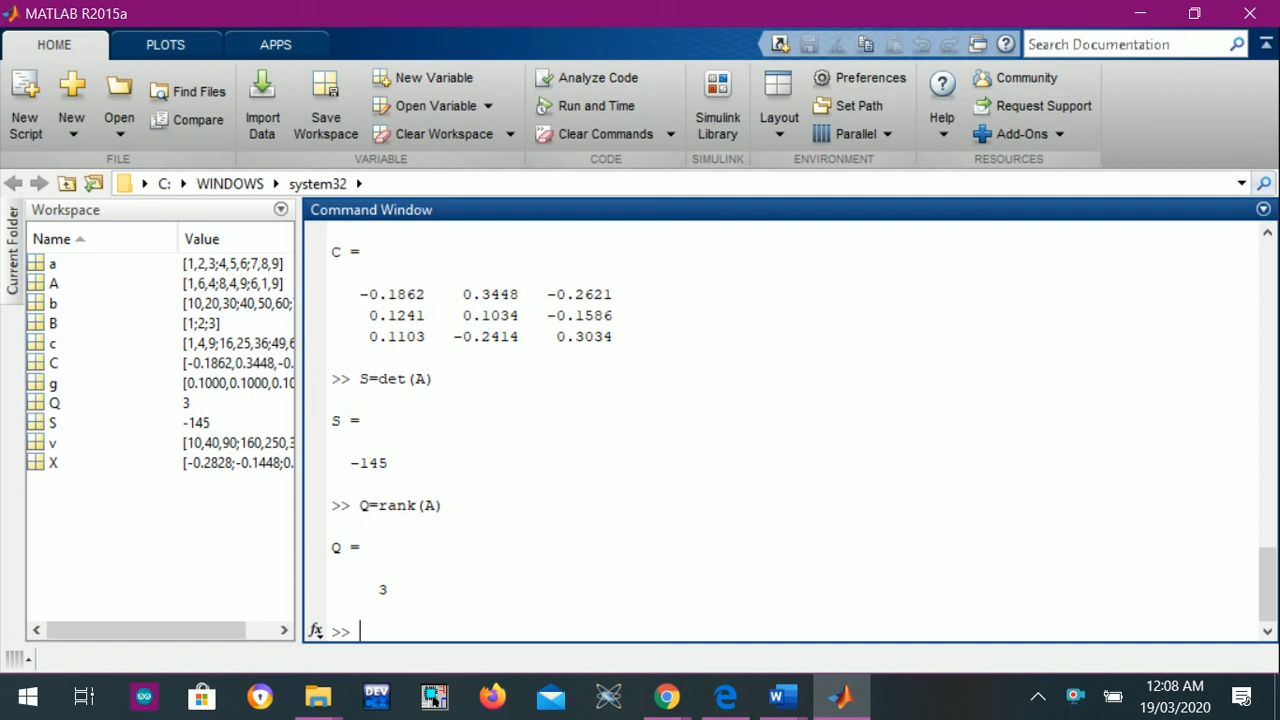 MATLAB R2015a
HOME
PLOTS
APPS
Search Documentation
New Script
New
Open
Find Files
Compare
Import Data
Save Workspace
New Variable
Open Variable
Clear Workspace
Analyze Code
Run and Time
Clear Commands
Simulink Library
Layout
Preferences
Set Path
Parallel
Help
Community
Request Support
Add-Ons
FILE
VARIABLE
CODE
SIMULINK
ENVIRONMENT
RESOURCES
C:
WINDOWS
system32
Current Folder
Workspace
Name
Value
a [1,2,3;4,5,6;7,8,9]
A [1,6,4;8,4,9;6,1,9]
b [10,20,30;40,50,60;
B [1;2;3]
c [1,4,9;16,25,36;49,6
C [-0.1862,0.3448,-0.
g [0.1000,0.1000,0.10
Q 3
S -145
v [10,40,90;160,250,3
X [-0.2828;-0.1448;0.
Command Window
C =
-0.1862 0.3448 -0.2621
0.1241 0.1034 -0.1586
0.1103 -0.2414 0.3034
>> S=det(A)
S =
-145
>> Q=rank(A)
Q =
3
fx >>
DEV
12:08 AM
19/03/2020